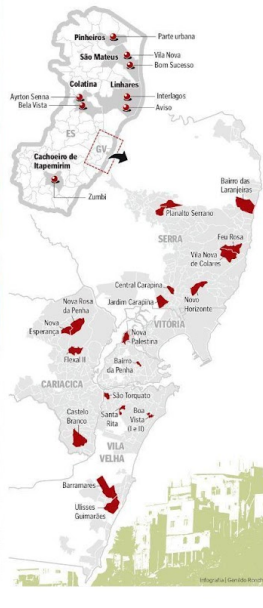 Pinheiros
Parte urbana
São Mateus
Vila Nova
Bom Sucesso
Colatina
Linhares
Ayrton Senna
Bela Vista
Interlagos
Aviso
ES
GV
Cachoeiro de
Itapemirim
Zumbi
Bairro das
Laranjeiras
Planalto Serrano
SERRA
Feu Rosa
Vila Nova
de Colares
Central Carapina
Jardim Carapina
Novo
Horizonte
Nova Rosa
da Penha
VITÓRIA
Nova
Esperança
Nova
Palestina
Flexal II
Bairro
da Penha
CARIACICA
São Torquato
Castelo
Branco
Santa
Rita
Boa
Vista
(I e II)
VILA
VELHA
Barramares
Ulisses
Guimarães
Infografia | Genildo